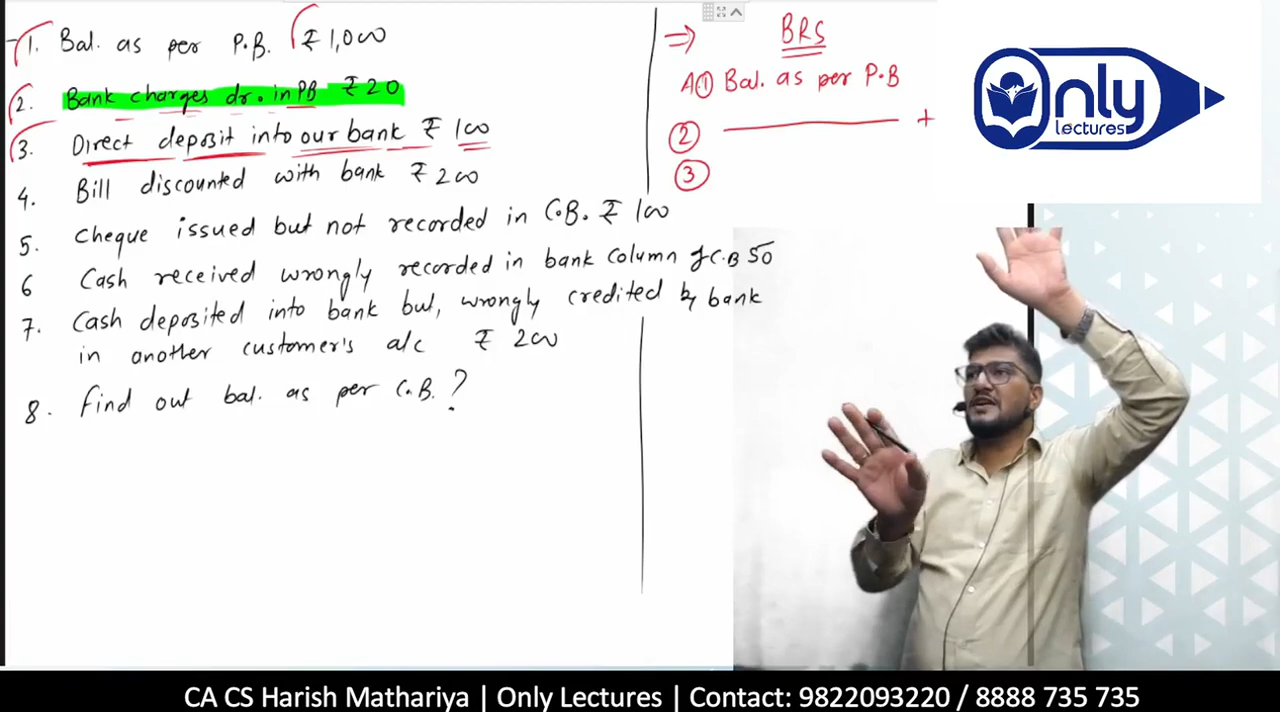 1. Bal. as per P.B. ₹ 1,000
2. Bank charges dr. in PB ₹ 20
3. Direct deposit into our bank ₹ 100
4. Bill discounted with bank ₹ 200
5. Cheque issued but not recorded in C.B. ₹ 100
6 Cash received wrongly recorded in bank column of C.B 50
7. Cash deposited into bank but, wrongly credited by bank
in another customer's a/c ₹ 200
8. find out bal. as per C.B. ?
⇒ BRS
A① Bal. as per P.B
② +
③
Only
lectures
CA CS Harish Mathariya | Only Lectures | Contact: 9822093220 / 8888 735 735